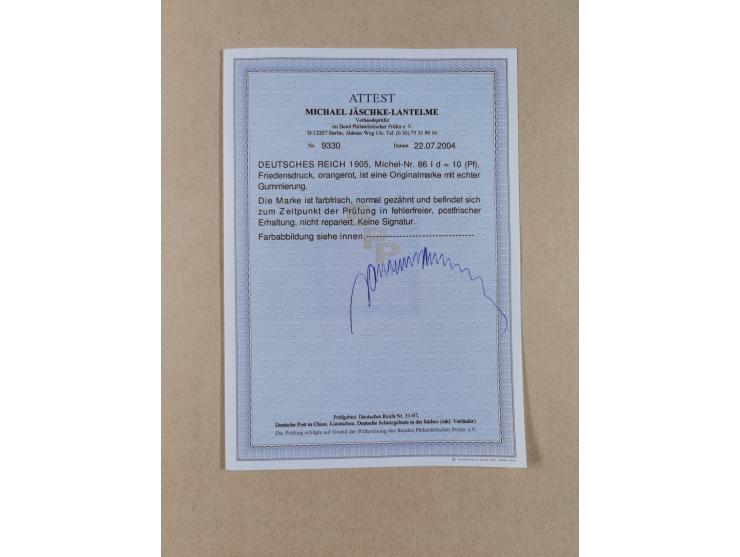 ATTEST
MICHAEL JÄSCHKE-LANTELME
Verbandsprüfer
im Bund Philatelistischer Prüfer e. V.
D-12207 Berlin, Aldener Weg 13c, Tel. (0 30) 75 51 90 16
Nr. 9330 Datum 22.07.2004
DEUTSCHES REICH 1905, Michel-Nr. 86 I d = 10 (Pf),
Friedensdruck, orangerot, ist eine Originalmarke mit echter
Gummierung.
Die Marke ist farbfrisch, normal gezähnt und befindet sich
zum Zeitpunkt der Prüfung in fehlerfreier, postfrischer
Erhaltung, nicht repariert. Keine Signatur.
Farbabbildung siehe innen.
BPP
Prüfgebiet: Deutsches Reich Nr. 31-97,
Deutsche Post in China, Kiautschou, Deutsche Schutzgebiete in der Südsee (inkl. Vorläufer)
Die Prüfung erfolgte auf Grund der Prüfordnung des Bundes Philatelistischer Prüfer e.V.